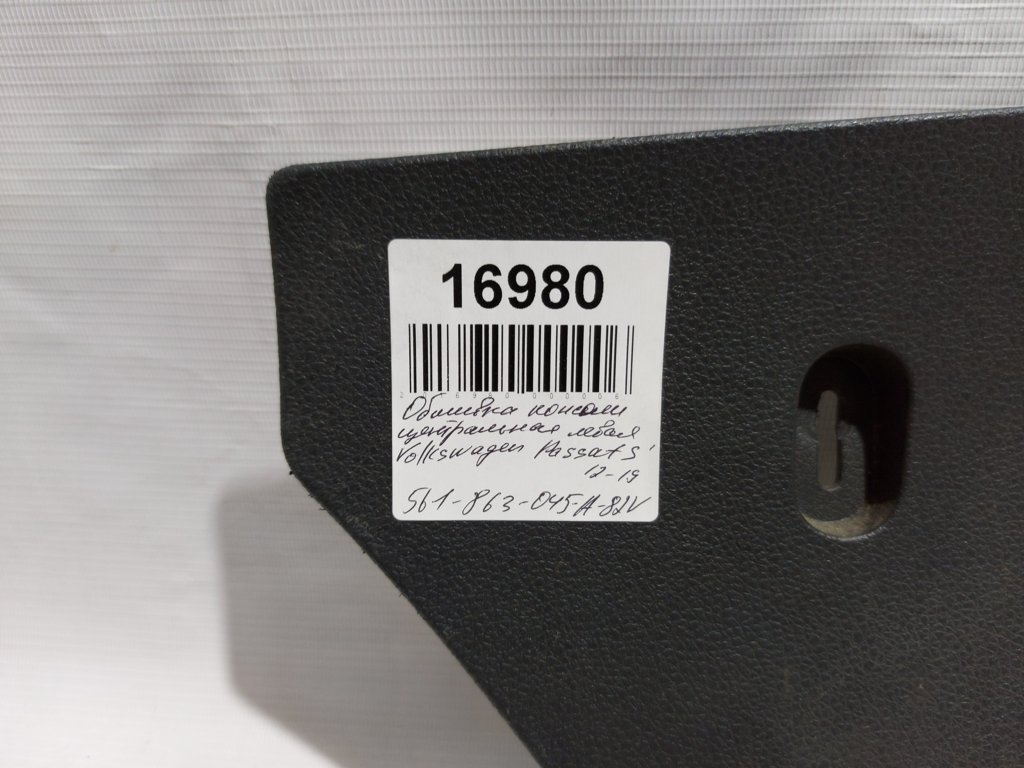 16980
Обшивка консоли
центральная левая
Volkswagen Passat S'
12-19
561-863-045-A-82V